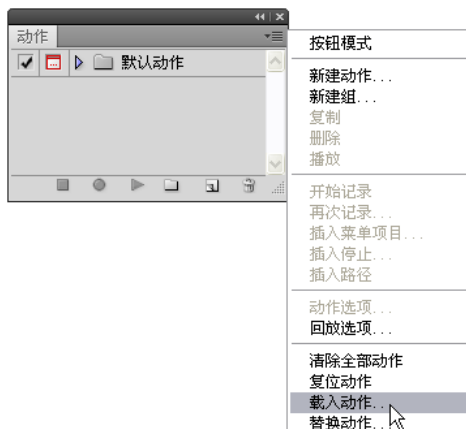 动作
默认动作
按钮模式
新建动作...
新建组...
复制
删除
播放
开始记录
再次记录...
插入菜单项目...
插入停止...
插入路径
动作选项...
回放选项...
清除全部动作
复位动作
载入动作...
替换动作...